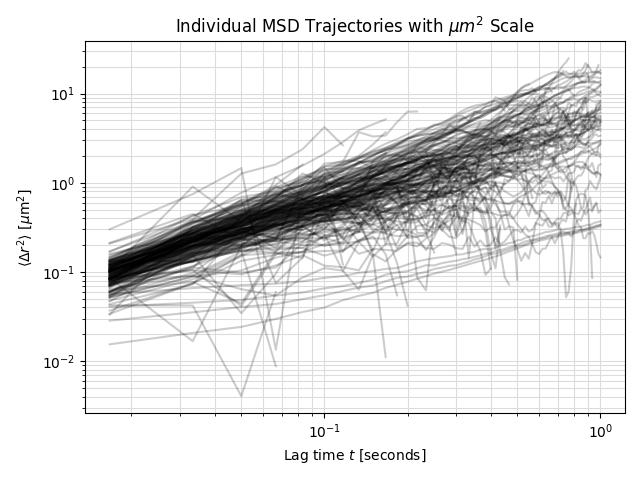 Individual MSD Trajectories with μm² Scale
10¹
10⁰
10⁻¹
10⁻²
⟨Δr²⟩ [μm²]
10⁻¹
10⁰
Lag time t [seconds]